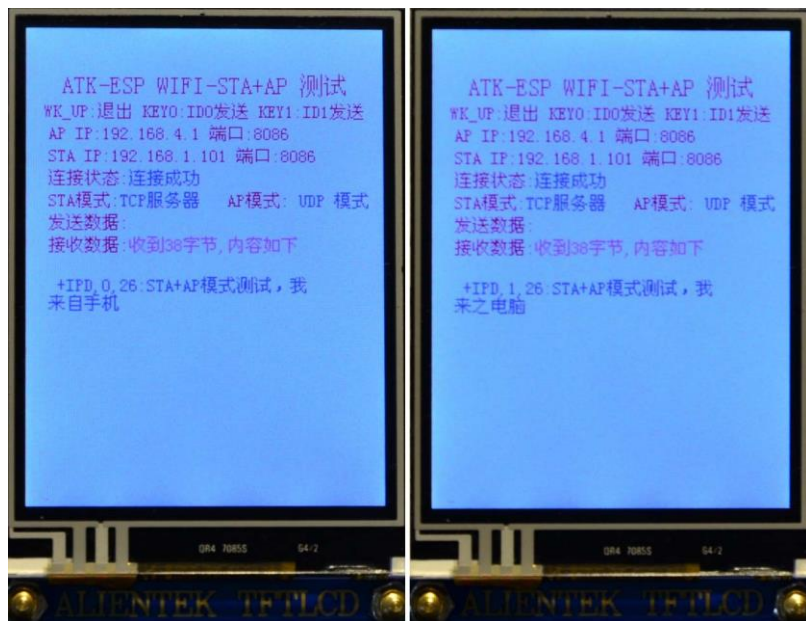 ATK-ESP WIFI-STA+AP 测试
WK_UP:退出 KEY0:ID0发送 KEY1:ID1发送
AP IP:192.168.4.1 端口:8086
STA IP:192.168.1.101 端口:8086
连接状态:连接成功
STA模式:TCP服务器 AP模式: UDP 模式
发送数据:
接收数据:收到38字节,内容如下
+IPD,0,26:STA+AP模式测试，我
来自手机
QR4 7085S G4/2
ALIENTEK TFTLCD
ATK-ESP WIFI-STA+AP 测试
WK_UP:退出 KEY0:ID0发送 KEY1:ID1发送
AP IP:192.168.4.1 端口:8086
STA IP:192.168.1.101 端口:8086
连接状态:连接成功
STA模式:TCP服务器 AP模式: UDP 模式
发送数据:
接收数据:收到38字节,内容如下
+IPD,1,26:STA+AP模式测试，我
来之电脑
QR4 7085S G4/2
ALIENTEK TFTLCD